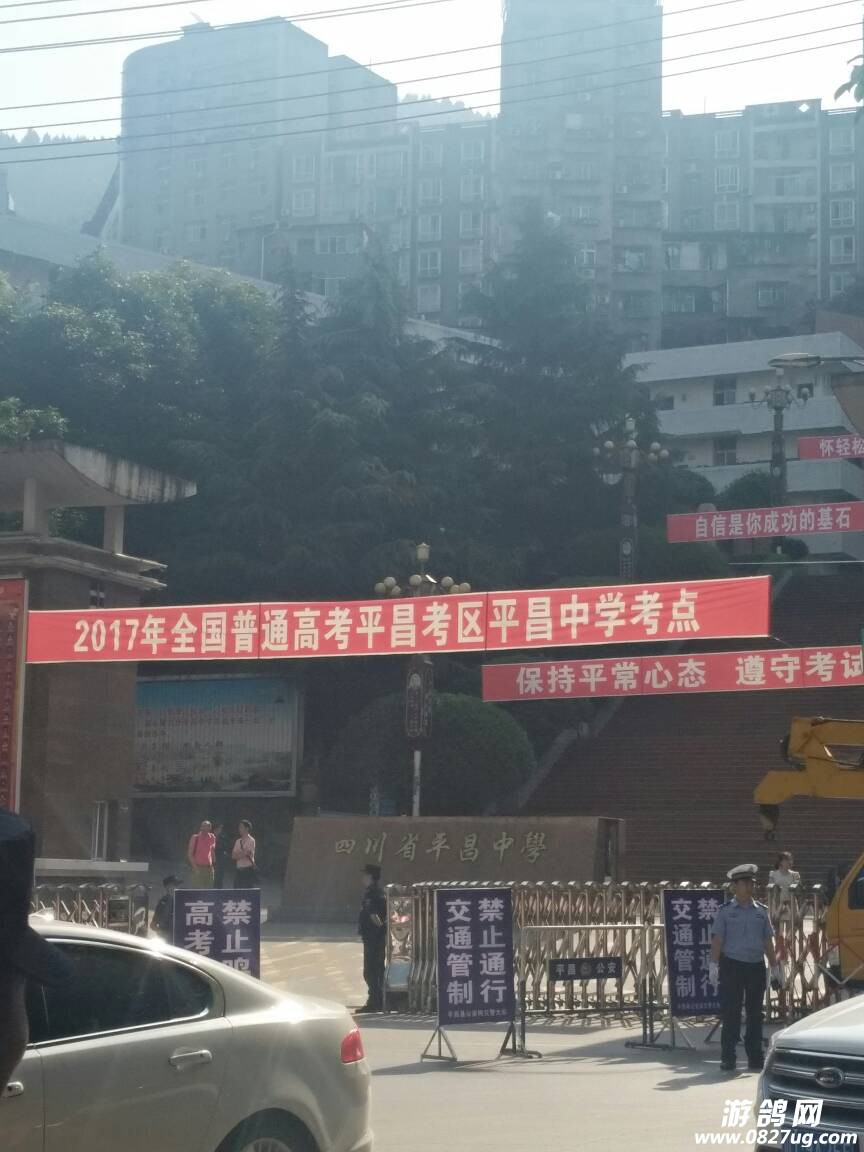 怀轻松
自信是你成功的基石
2017年全国普通高考平昌考区平昌中学考点
保持平常心态 遵守考试
四川省平昌中學
禁止鸣
高考
禁止通行
交通管制
平昌 公安
禁止通行
交通管制
游鸽网
www.0827ug.com